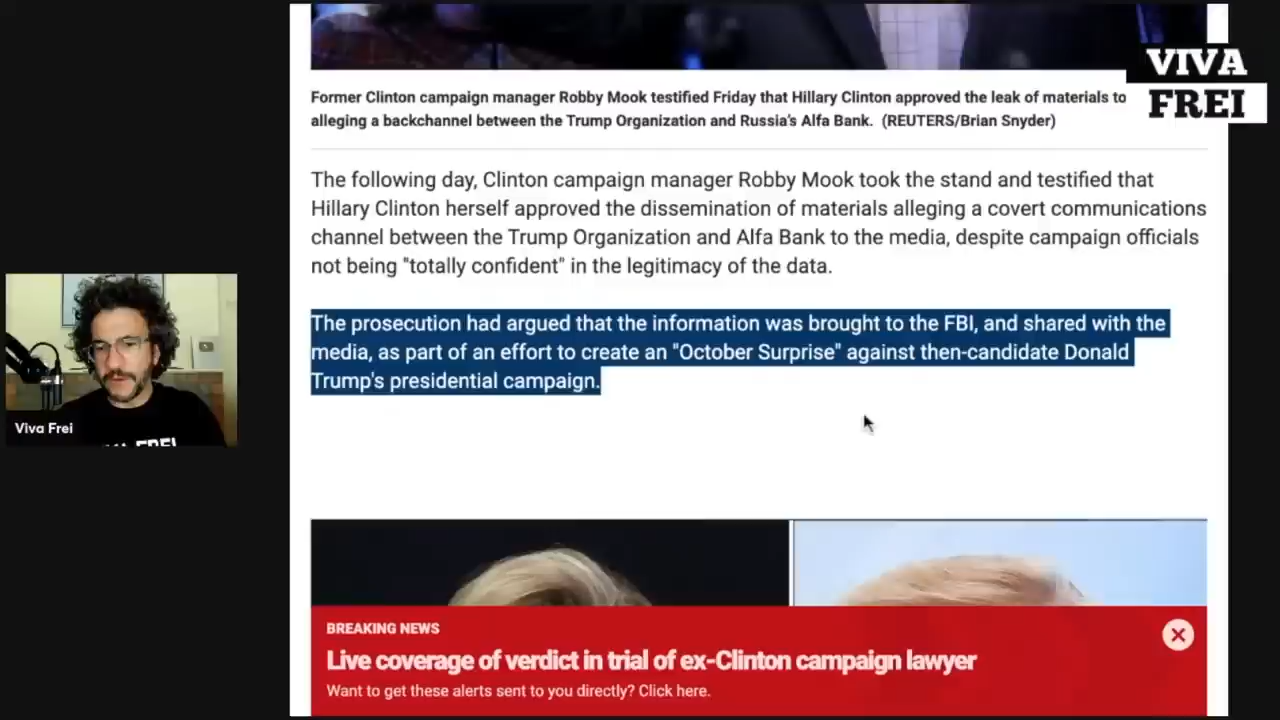 VIVA
FREI
Former Clinton campaign manager Robby Mook testified Friday that Hillary Clinton approved the leak of materials to
alleging a backchannel between the Trump Organization and Russia's Alfa Bank. (REUTERS/Brian Snyder)
The following day, Clinton campaign manager Robby Mook took the stand and testified that
Hillary Clinton herself approved the dissemination of materials alleging a covert communications
channel between the Trump Organization and Alfa Bank to the media, despite campaign officials
not being "totally confident" in the legitimacy of the data.
The prosecution had argued that the information was brought to the FBI, and shared with the
media, as part of an effort to create an "October Surprise" against then-candidate Donald
Trump's presidential campaign.
Viva Frei
BREAKING NEWS
Live coverage of verdict in trial of ex-Clinton campaign lawyer
Want to get these alerts sent to you directly? Click here.